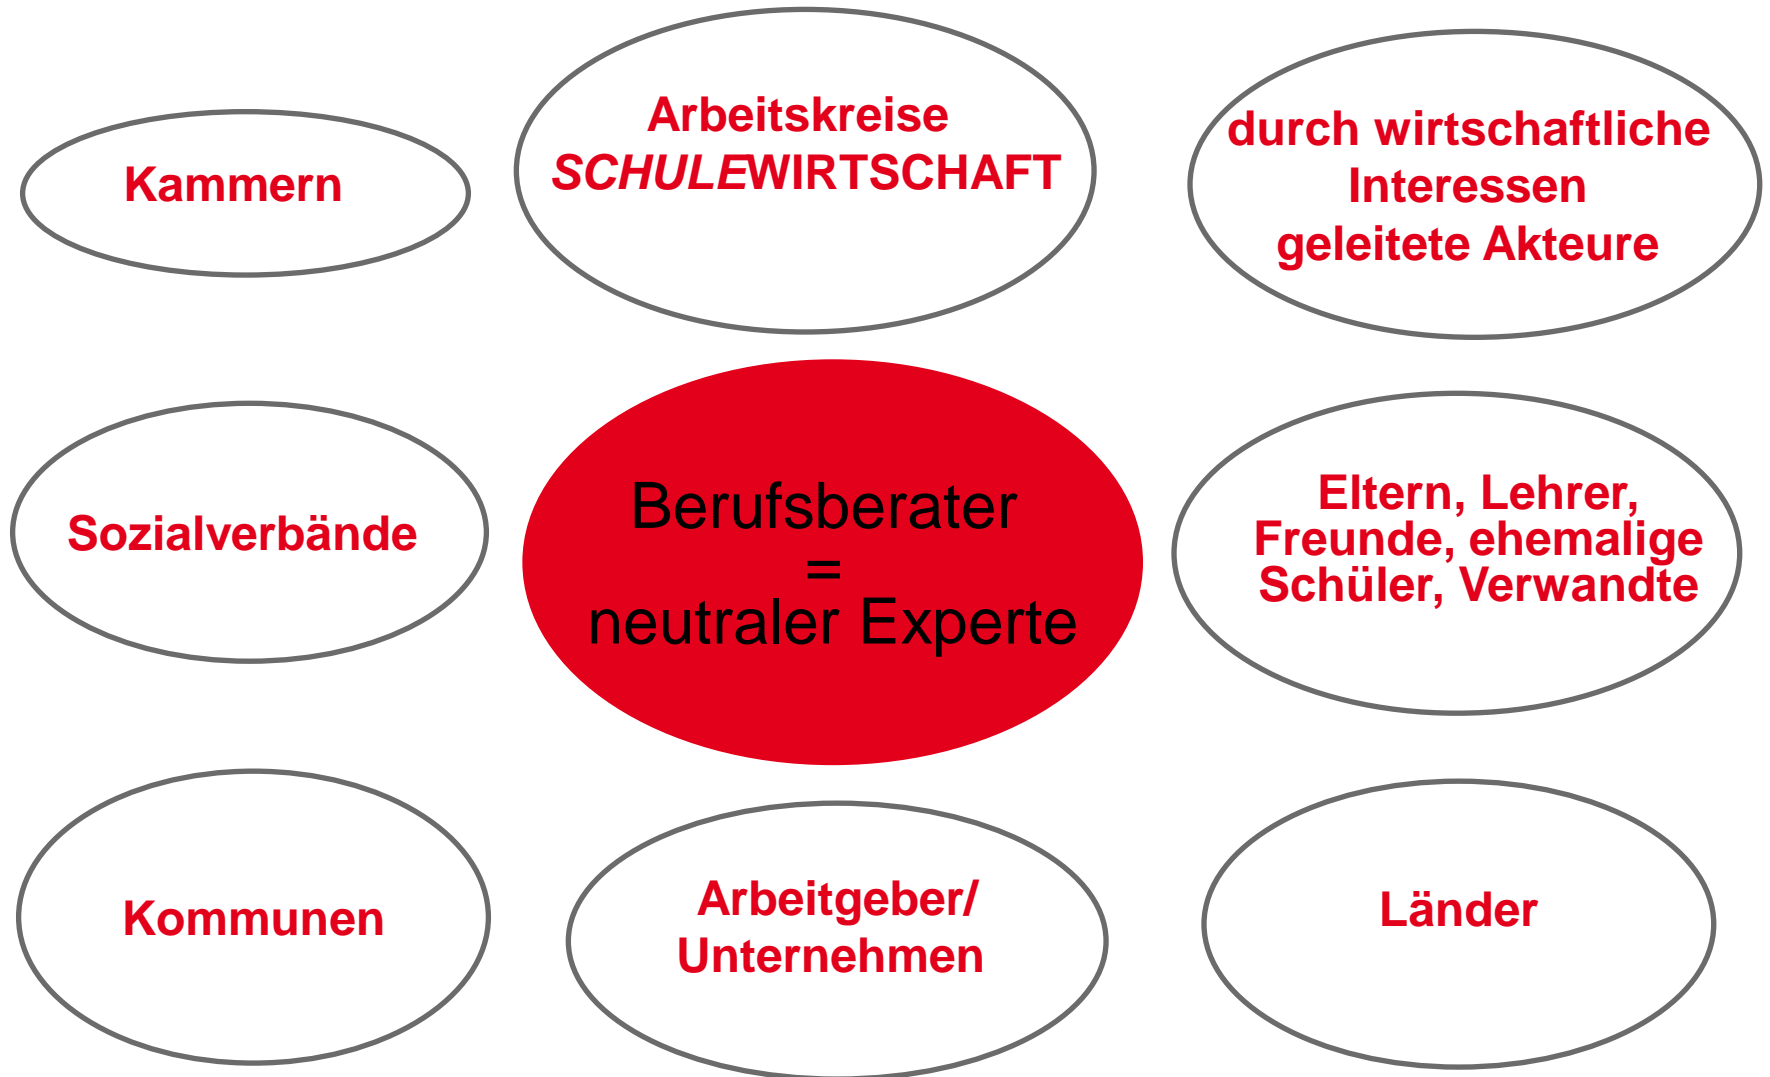 Kammern
Arbeitskreise
SCHULEWIRTSCHAFT
durch wirtschaftliche
Interessen
geleitete Akteure
Sozialverbände
Berufsberater
=
neutraler Experte
Eltern, Lehrer,
Freunde, ehemalige
Schüler, Verwandte
Kommunen
Arbeitgeber/
Unternehmen
Länder